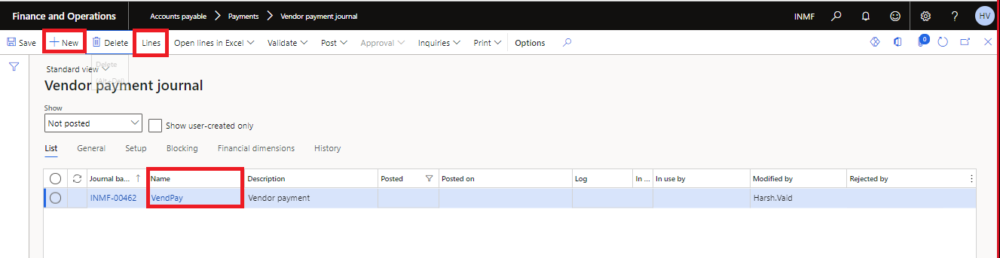 Finance and Operations Accounts payable Payments Vendor payment journal INMF ? HV
Save New Delete Lines Open lines in Excel Validate Post Approval Inquiries Print Options 0
Delete
Standard view
(Alt+Del)
Vendor payment journal
Show
Not posted Show user-created only
List General Setup Blocking Financial dimensions History
Journal ba... Name Description Posted Posted on Log In ... In use by Modified by Rejected by
INMF-00462 VendPay Vendor payment Harsh.Vaid